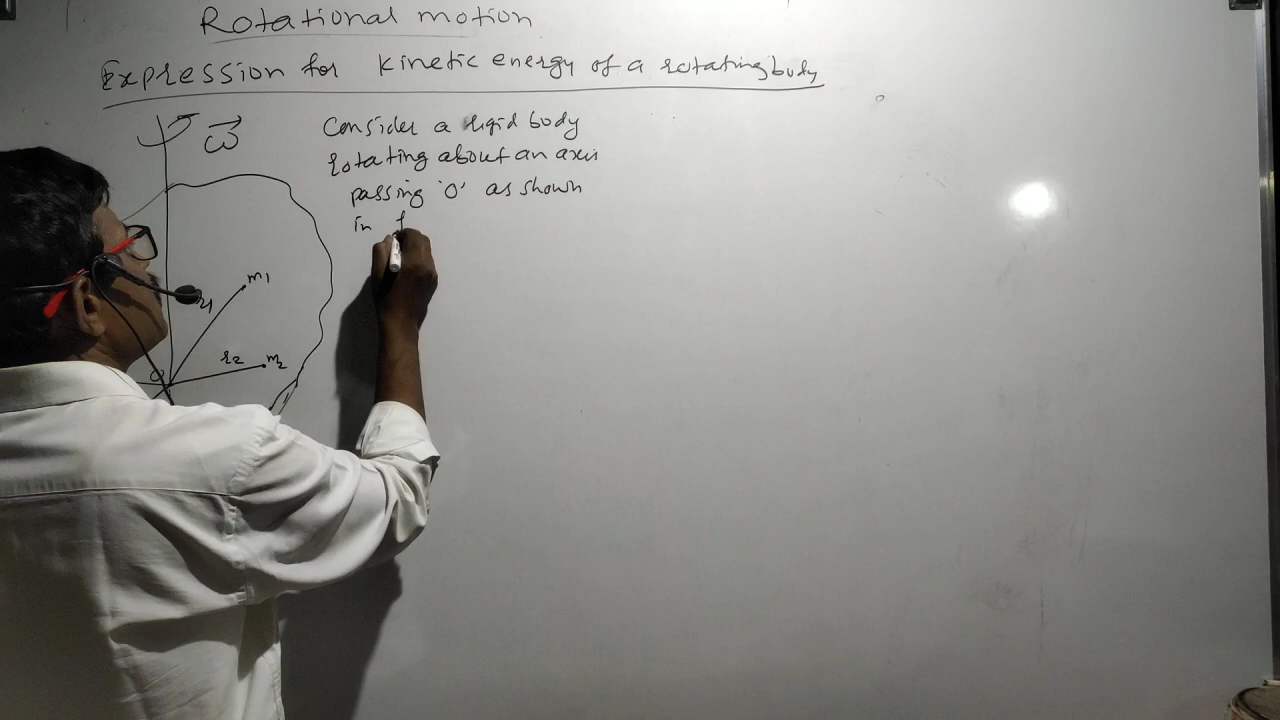 Rotational motion
Expression for kinetic energy of a rotating body
ω
Consider a rigid body
rotating about an axis
passing 'O' as shown
in f
m1
r1
r2 m2
O